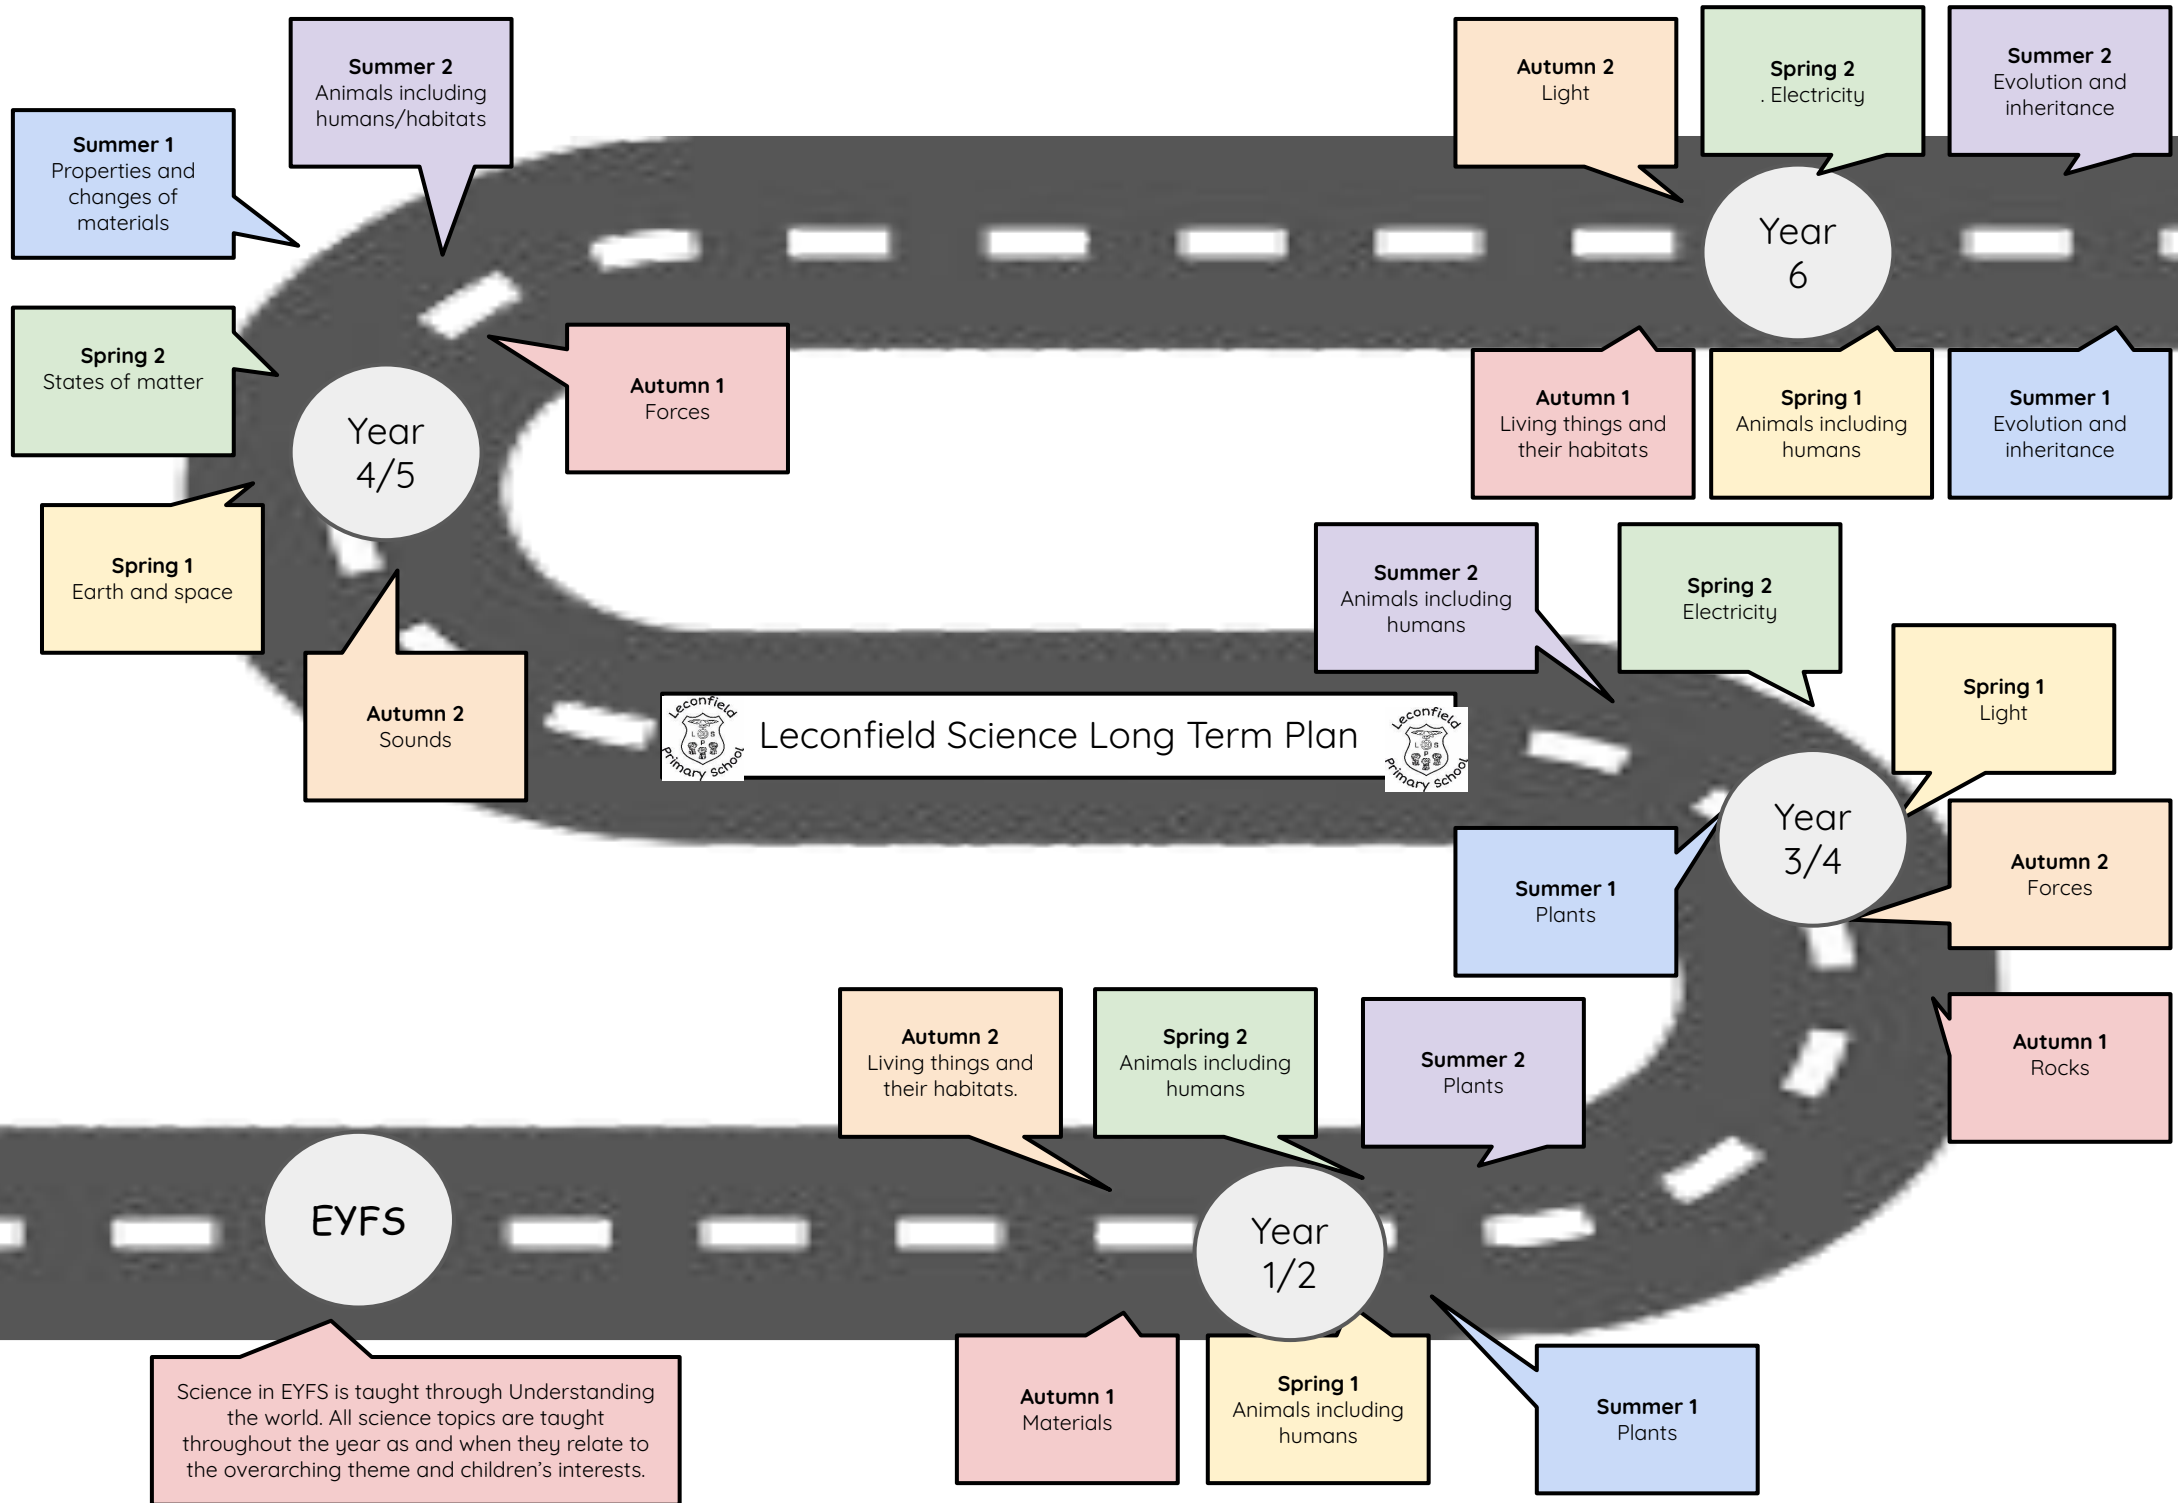 Summer 2
Animals including
humans/habitats
Summer 1
Properties and
changes of
materials
Spring 2
States of matter
Year
4/5
Autumn 1
Forces
Spring 1
Earth and space
Autumn 2
Sounds
Autumn 2
Light
Spring 2
. Electricity
Summer 2
Evolution and
inheritance
Year
6
Autumn 1
Living things and
their habitats
Spring 1
Animals including
humans
Summer 1
Evolution and
inheritance
Leconfield
L S
P
Primary School
Leconfield Science Long Term Plan
Leconfield
L S
P
Primary School
Summer 2
Animals including
humans
Spring 2
Electricity
Spring 1
Light
Year
3/4
Autumn 2
Forces
Summer 1
Plants
Autumn 1
Rocks
Autumn 2
Living things and
their habitats.
Spring 2
Animals including
humans
Summer 2
Plants
EYFS
Year
1/2
Science in EYFS is taught through Understanding
the world. All science topics are taught
throughout the year as and when they relate to
the overarching theme and children’s interests.
Autumn 1
Materials
Spring 1
Animals including
humans
Summer 1
Plants